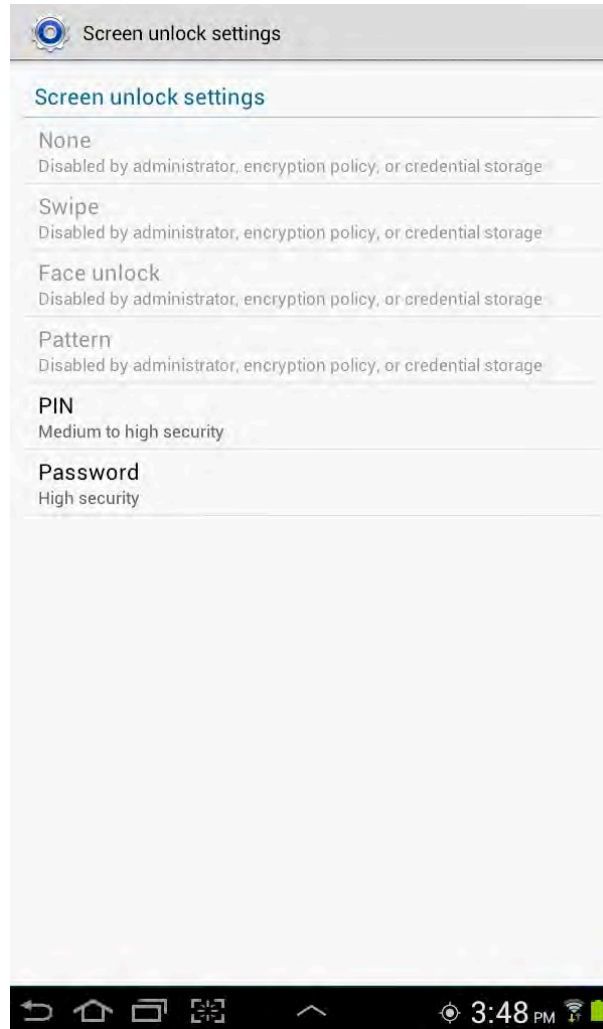 Screen unlock settings
Screen unlock settings
None
Disabled by administrator, encryption policy, or credential storage
Swipe
Disabled by administrator, encryption policy, or credential storage
Face unlock
Disabled by administrator, encryption policy, or credential storage
Pattern
Disabled by administrator, encryption policy, or credential storage
PIN
Medium to high security
Password
High security
3:48 PM